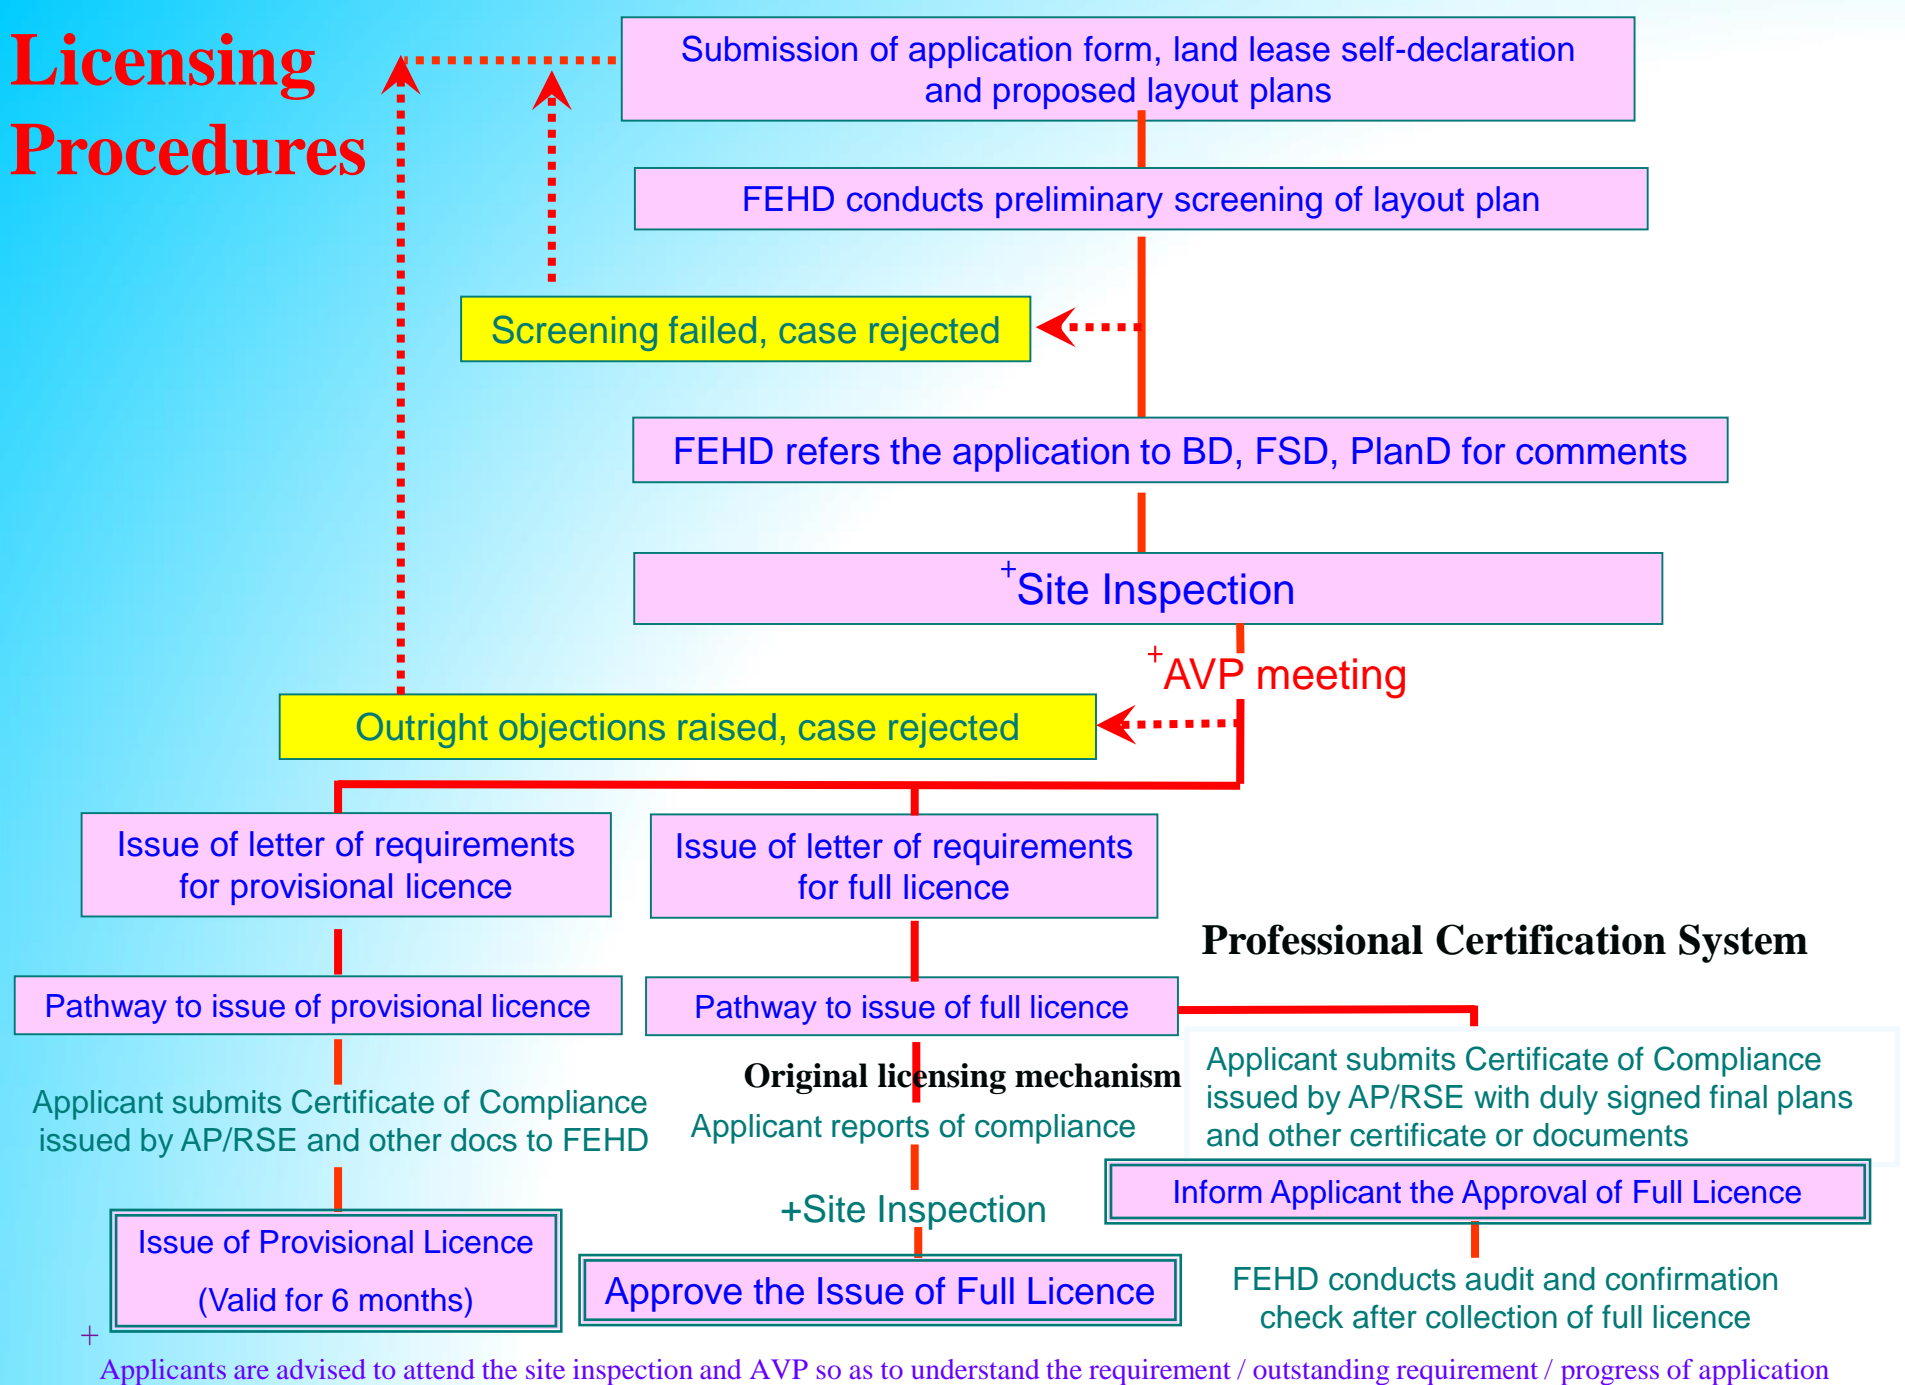 Licensing
Procedures
Submission of application form, land lease self-declaration
and proposed layout plans
FEHD conducts preliminary screening of layout plan
Screening failed, case rejected
FEHD refers the application to BD, FSD, PlanD for comments
+Site Inspection
+AVP meeting
Outright objections raised, case rejected
Issue of letter of requirements
for provisional licence
Issue of letter of requirements
for full licence
Professional Certification System
Pathway to issue of provisional licence
Pathway to issue of full licence
Original licensing mechanism
Applicant submits Certificate of Compliance
issued by AP/RSE and other docs to FEHD
Applicant reports of compliance
Applicant submits Certificate of Compliance
issued by AP/RSE with duly signed final plans
and other certificate or documents
+Site Inspection
Inform Applicant the Approval of Full Licence
Issue of Provisional Licence
(Valid for 6 months)
Approve the Issue of Full Licence
FEHD conducts audit and confirmation
check after collection of full licence
+
Applicants are advised to attend the site inspection and AVP so as to understand the requirement / outstanding requirement / progress of application